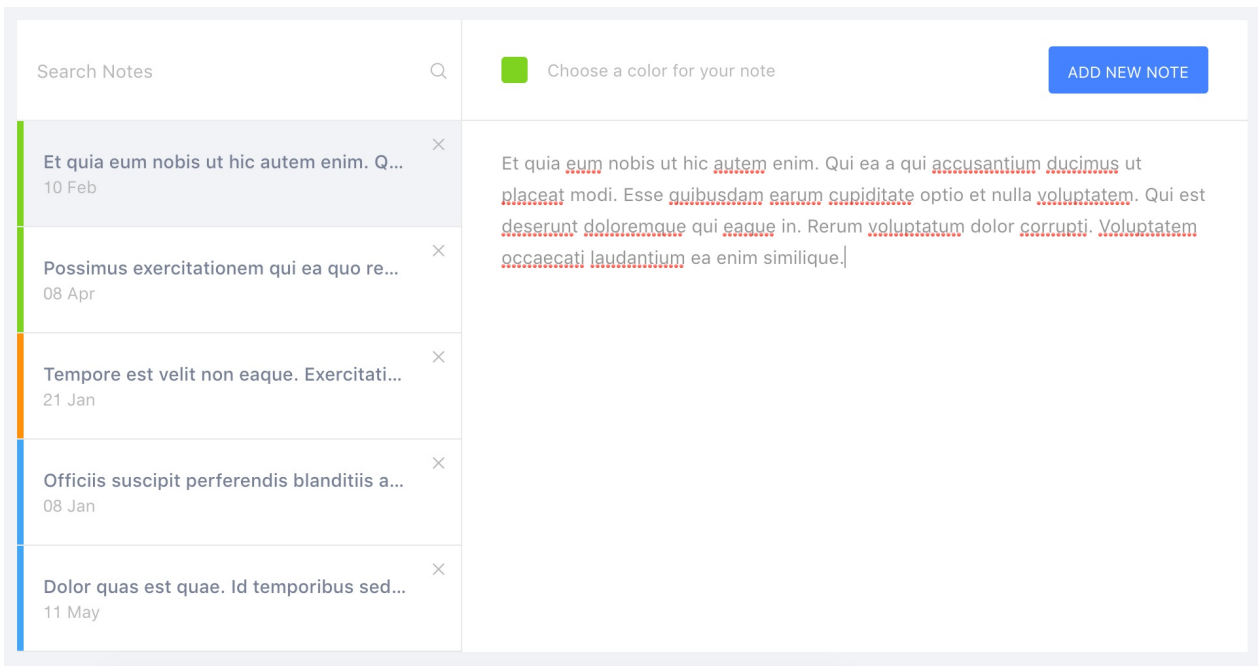 Search Notes
Choose a color for your note
ADD NEW NOTE
Et quia eum nobis ut hic autem enim. Q...
10 Feb
Possimus exercitationem qui ea quo re...
08 Apr
Tempore est velit non eaque. Exercitati...
21 Jan
Officiis suscipit perferendis blanditiis a...
08 Jan
Dolor quas est quae. Id temporibus sed...
11 May
Et quia eum nobis ut hic autem enim. Qui ea a qui accusantium ducimus ut
placeat modi. Esse quibusdam earum cupiditate optio et nulla voluptatem. Qui est
deserunt doloremque qui eaque in. Rerum voluptatum dolor corrupti. Voluptatem
occaecati laudantium ea enim similique.